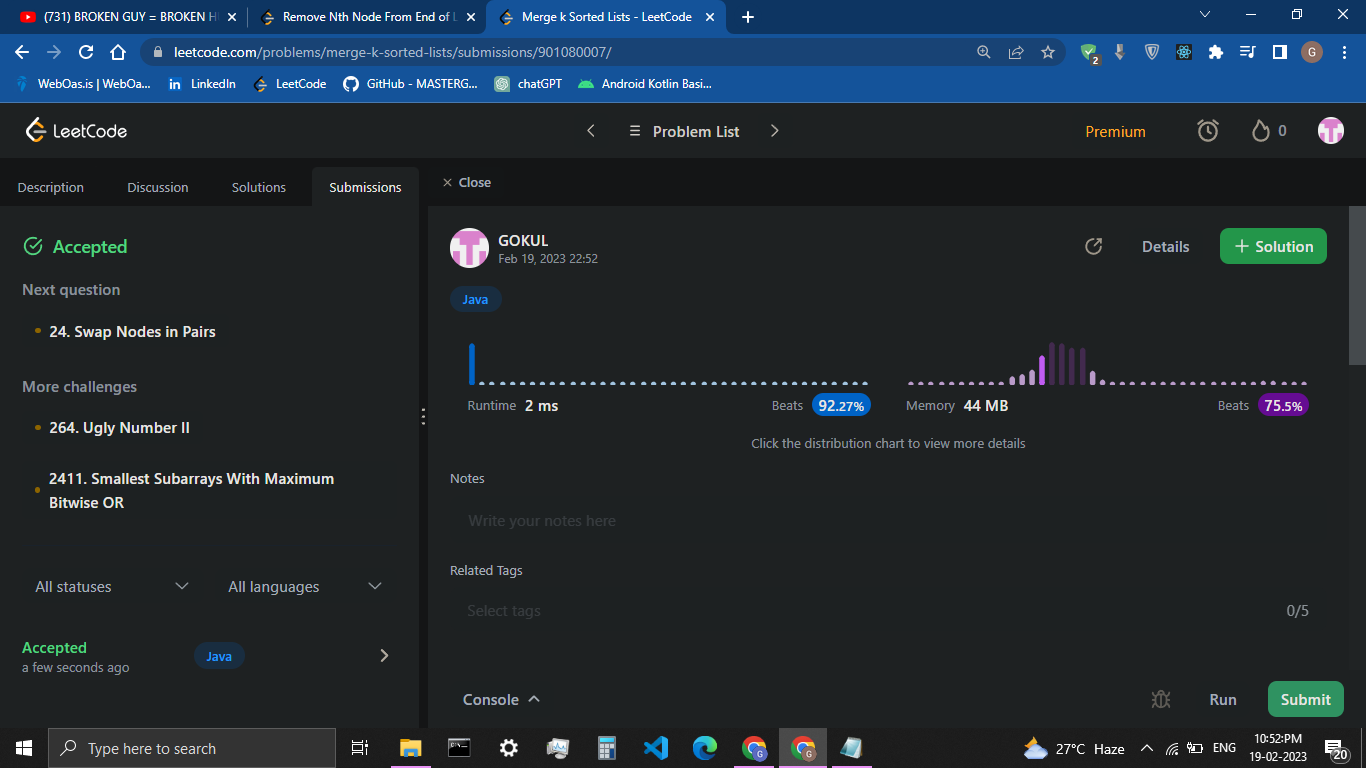 (731) BROKEN GUY = BROKEN H
Remove Nth Node From End of L
Merge k Sorted Lists - LeetCode
leetcode.com/problems/merge-k-sorted-lists/submissions/901080007/
2
G
WebOas.is | WebOa...
LinkedIn
LeetCode
GitHub - MASTERG...
chatGPT
Android Kotlin Basi...
LeetCode
Problem List
Premium
0
Description
Discussion
Solutions
Submissions
Close
Accepted
Next question
24. Swap Nodes in Pairs
More challenges
264. Ugly Number II
2411. Smallest Subarrays With Maximum
Bitwise OR
All statuses
All languages
Accepted
a few seconds ago
Java
GOKUL
Feb 19, 2023 22:52
Details
+ Solution
Java
Runtime 2 ms
Beats 92.27%
Memory 44 MB
Beats 75.5%
Click the distribution chart to view more details
Notes
Write your notes here
Related Tags
Select tags
0/5
Console
Run
Submit
Type here to search
27°C Haze
ENG
10:52:PM
19-02-2023
20